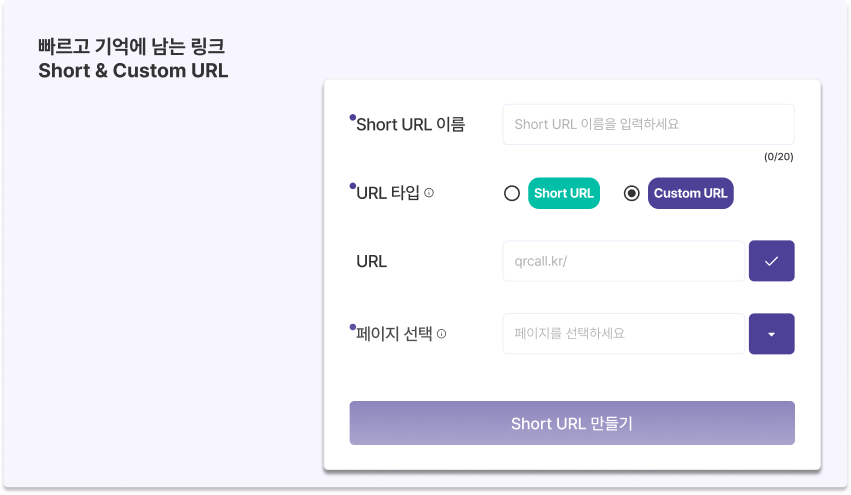 빠르고 기억에 남는 링크
Short & Custom URL
Short URL 이름
Short URL 이름을 입력하세요
(0/20)
URL 타입
Short URL
Custom URL
URL
qrcall.kr/
페이지 선택
페이지를 선택하세요
Short URL 만들기